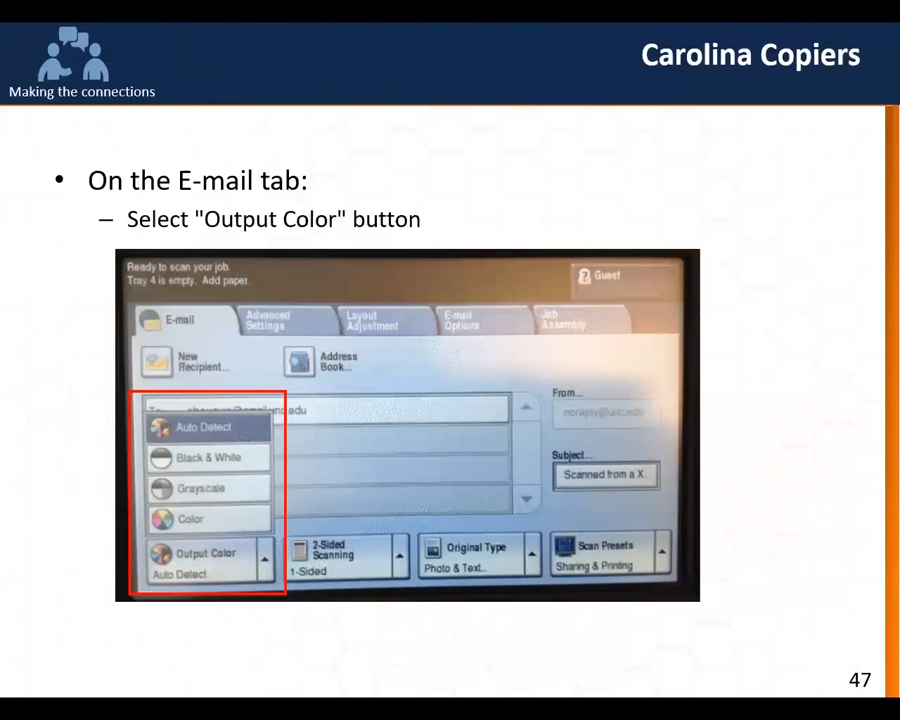 Carolina Copiers
Making the connections
• On the E-mail tab:
– Select "Output Color" button
Ready to scan your job.
Tray 4 is empty. Add paper.
Guest
E-mail
Advanced
Settings
Layout
Adjustment
E-mail
Options
Job
Assembly
New
Recipient...
Address
Book...
From...
Auto Detect
Black & White
Grayscale
Color
Subject...
Scanned from a X
Output Color
Auto Detect
2-Sided
Scanning
1-Sided
Original Type
Photo & Text...
Scan Presets
Sharing & Printing
47